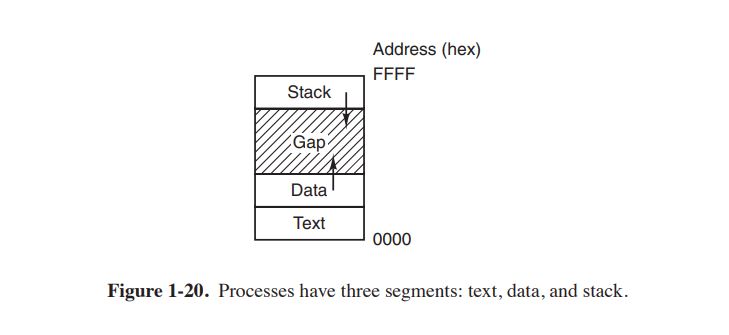 Address (hex)
FFFF
Stack
Gap
Data
Text
0000
Figure 1-20. Processes have three segments: text, data, and stack.